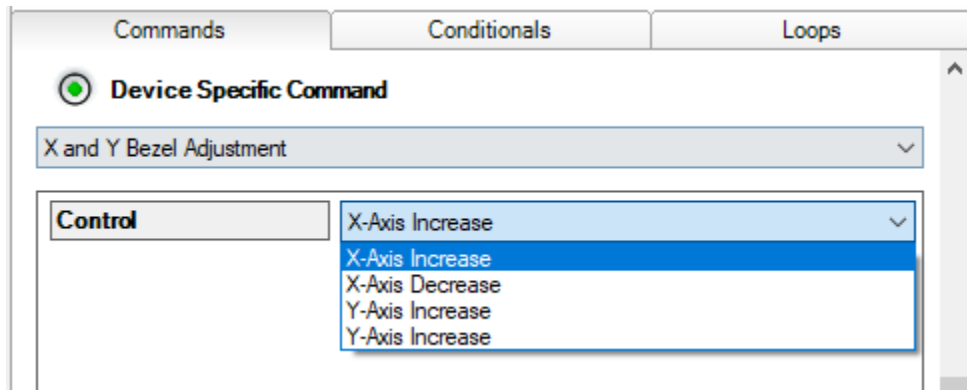 Commands Conditionals Loops
Device Specific Command
X and Y Bezel Adjustment
Control X-Axis Increase
X-Axis Increase
X-Axis Decrease
Y-Axis Increase
Y-Axis Increase